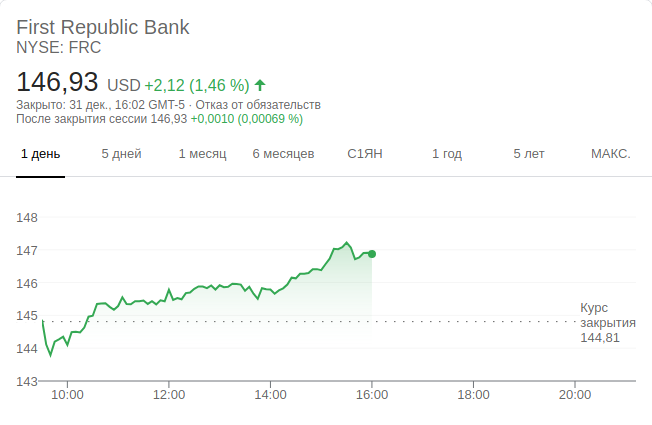 First Republic Bank
NYSE: FRC
146,93 USD +2,12 (1,46 %)
Закрыто: 31 дек., 16:02 GMT-5 · Отказ от обязательств
После закрытия сессии 146,93 +0,0010 (0,00069 %)
1 день 5 дней 1 месяц 6 месяцев С1ЯН 1 год 5 лет МАКС.
148
147
146
145
144
143
Курс
закрытия
144,81
10:00 12:00 14:00 16:00 18:00 20:00